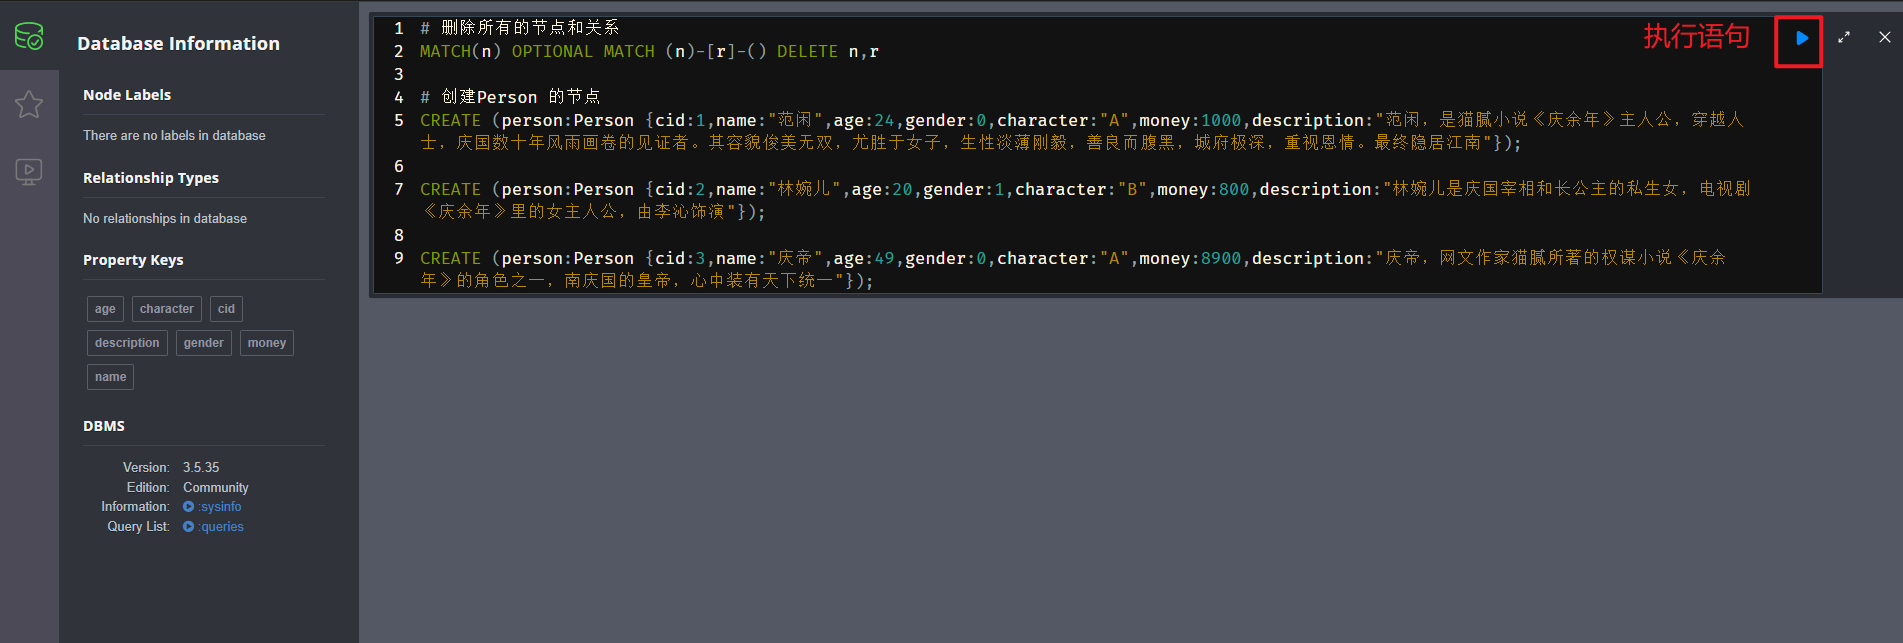 Database Information
Node Labels
There are no labels in database
Relationship Types
No relationships in database
Property Keys
age character cid
description gender money
name
DBMS
Version: 3.5.35
Edition: Community
Information: :sysinfo
Query List: :queries
1 # 删除所有的节点和关系
2 MATCH(n) OPTIONAL MATCH (n)-[r]-() DELETE n,r
3
4 # 创建Person 的节点
5 CREATE (person:Person {cid:1,name:"范闲",age:24,gender:0,character:"A",money:1000,description:"范闲，是猫腻小说《庆余年》主人公，穿越人
士，庆国数十年风雨画卷的见证者。其容貌俊美无双，尤胜于女子，生性淡薄刚毅，善良而腹黑，城府极深，重视恩情。最终隐居江南"});
6
7 CREATE (person:Person {cid:2,name:"林婉儿",age:20,gender:1,character:"B",money:800,description:"林婉儿是庆国宰相和长公主的私生女，电视剧
《庆余年》里的女主人公，由李沁饰演"});
8
9 CREATE (person:Person {cid:3,name:"庆帝",age:49,gender:0,character:"A",money:8900,description:"庆帝，网文作家猫腻所著的权谋小说《庆余
年》的角色之一，南庆国的皇帝，心中装有天下统一"});
执行语句